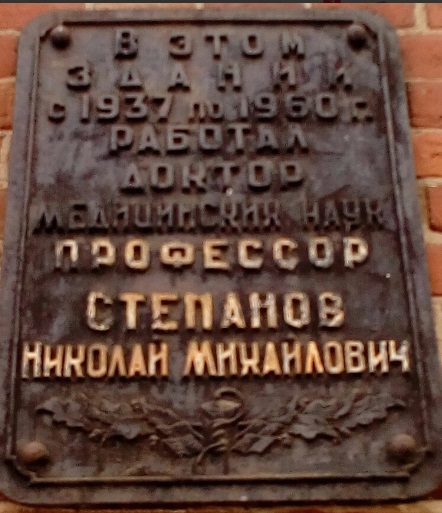 В ЭТОМ
ЗДАНИИ
с 1937 по 1960 г.
РАБОТАЛ
ДОКТОР
МЕДИЦИНСКИХ НАУК
ПРОФЕССОР
СТЕПАНОВ
НИКОЛАЙ МИХАЙЛОВИЧ